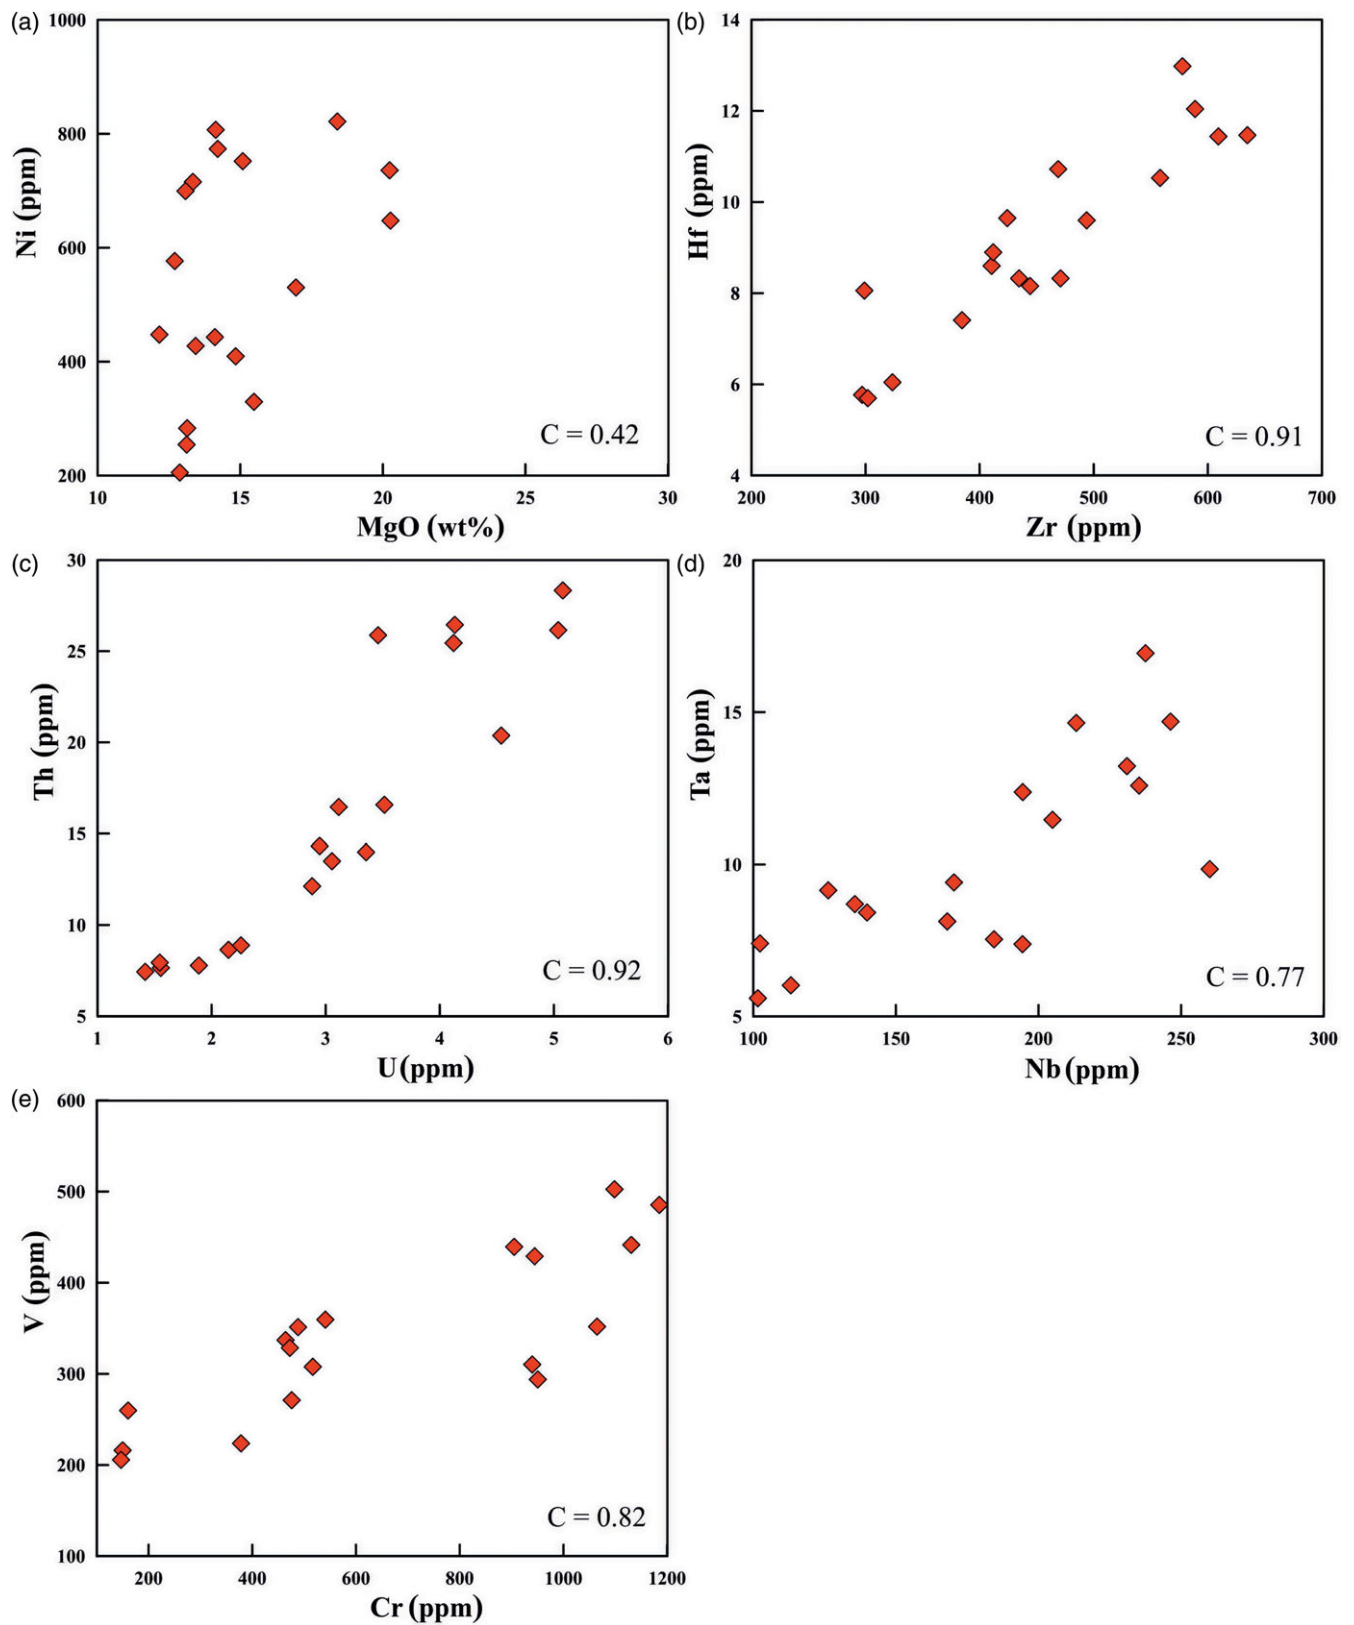 (a)
1000
800
600
400
200
Ni (ppm)
C = 0.42
10 15 20 25 30
MgO (wt%)
(b)
14
12
10
8
6
4
Hf (ppm)
C = 0.91
200 300 400 500 600 700
Zr (ppm)
(c)
30
25
20
15
10
5
Th (ppm)
C = 0.92
1 2 3 4 5 6
U (ppm)
(d)
20
15
10
5
Ta (ppm)
C = 0.77
100 150 200 250 300
Nb (ppm)
(e)
600
500
400
300
200
100
V (ppm)
C = 0.82
200 400 600 800 1000 1200
Cr (ppm)